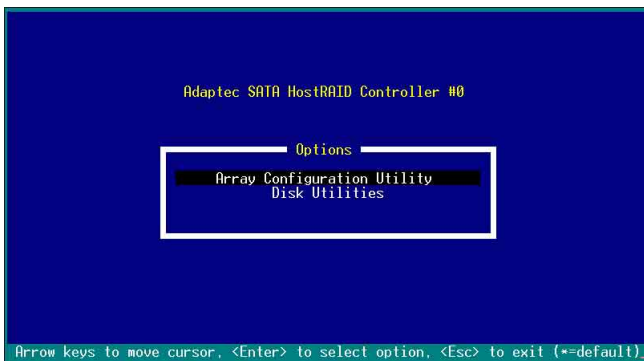 Adaptec SATA HostRAID Controller #0
Options
Array Configuration Utility
Disk Utilities
Arrow keys to move cursor, <Enter> to select option, <Esc> to exit (*=default)